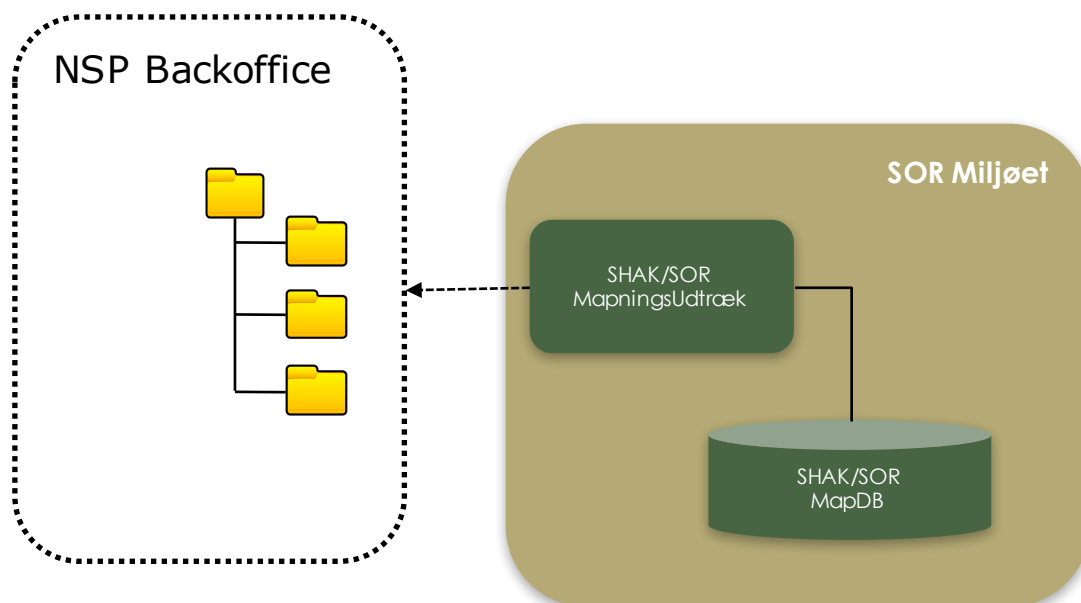 NSP Backoffice
SOR Miljøet
SHAK/SOR
MapningsUdtræk
SHAK/SOR
MapDB